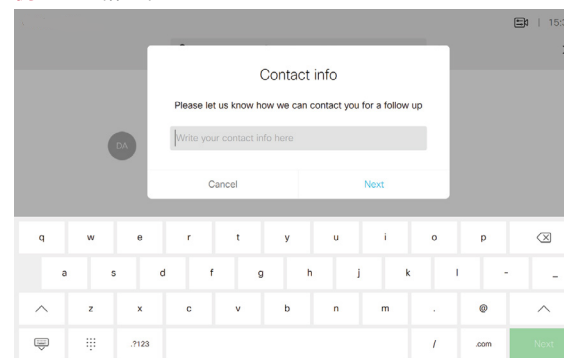 15:3
Contact info
Please let us know how we can contact you for a follow up
DA
Write your contact info here
Cancel Next
q w e r t y u i o p
a s d f g h j k l - _
z x c v b n m . @
.?123 / .com Next